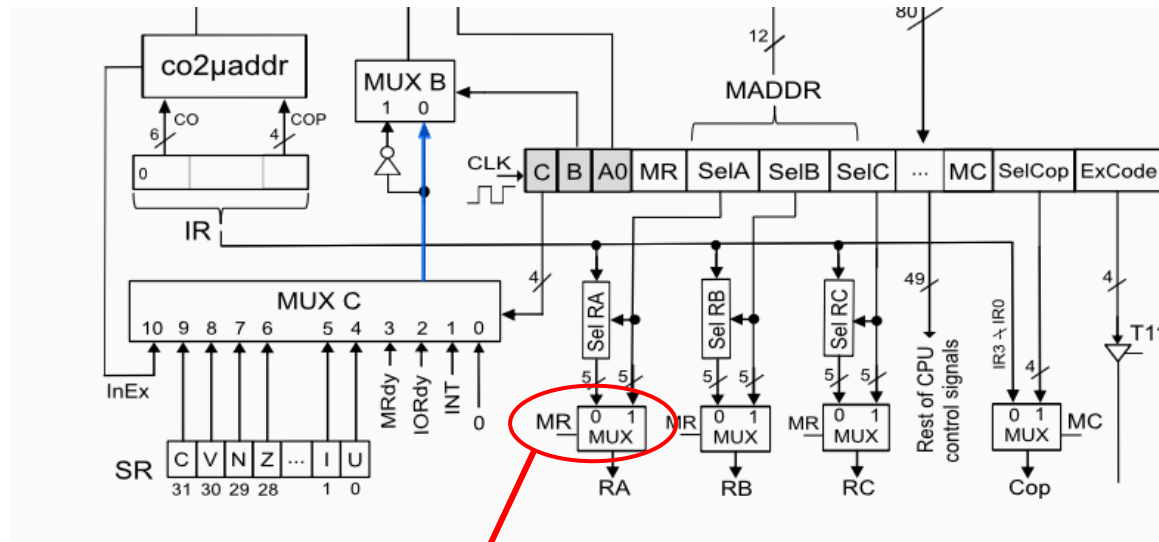 80
12
co2µaddr
MUX B
1 0
MADDR
6 CO
4 COP
CLK
C B A0 MR SelA SelB SelC ... MC SelCop ExCode
0
IR
4
MUX C
10 9 8 7 6 5 4 3 2 1 0
Sel RA
Sel RB
Sel RC
49
4
T11
InEx
MRdy
IORdy
INT
0
5 5
5 5
5 5
Rest of CPU
control signals
IR3 - IR0
4
MR 0 1
MUX
MR 0 1
MUX
MR 0 1
MUX
0 1 MC
MUX
SR C V N Z ... I U
31 30 29 28 1 0
RA RB RC Cop